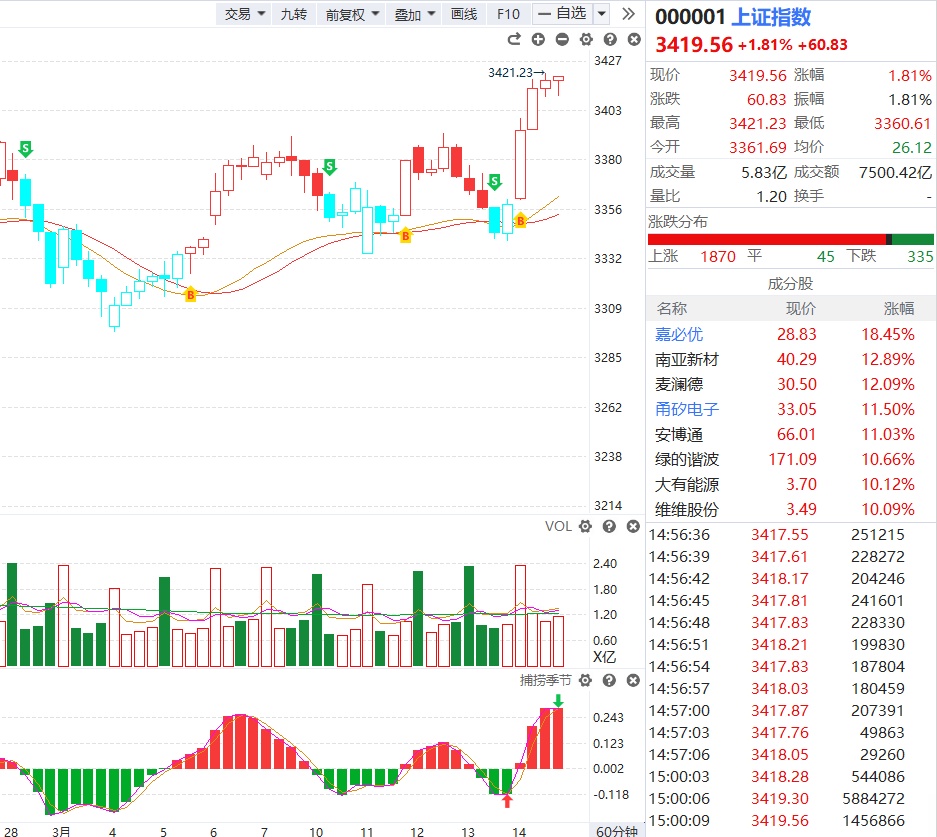 交易 九转 前复权 叠加 画线 F10 自选
3427
3421.23→
3403
3380
3356
3332
3309
3285
3262
3238
3214
S
S
S
B
B
B
VOL
2.40
1.80
1.20
0.60
X亿
捕捞季节
0.243
0.123
0.002
-0.118
28 3月 4 5 6 7 10 11 12 13 14 60分钟
000001 上证指数
3419.56 +1.81% +60.83
现价 3419.56 涨幅 1.81%
涨跌 60.83 振幅 1.81%
最高 3421.23 最低 3360.61
今开 3361.69 均价 26.12
成交量 5.83亿 成交额 7500.42亿
量比 1.20 换手 -
涨跌分布
上涨 1870 平 45 下跌 335
成分股
名称 现价 涨幅
嘉必优 28.83 18.45%
南亚新材 40.29 12.89%
麦澜德 30.50 12.09%
甬矽电子 33.05 11.50%
安博通 66.01 11.03%
绿的谐波 171.09 10.66%
大有能源 3.70 10.12%
维维股份 3.49 10.09%
14:56:36 3417.55 251215
14:56:39 3417.61 228272
14:56:42 3418.17 204246
14:56:45 3417.81 241601
14:56:48 3417.83 228330
14:56:51 3418.21 199830
14:56:54 3417.83 187804
14:56:57 3418.03 180459
14:57:00 3417.87 207391
14:57:03 3417.76 49863
14:57:06 3418.05 29260
15:00:03 3418.28 544086
15:00:06 3419.30 5884272
15:00:09 3419.56 1456866